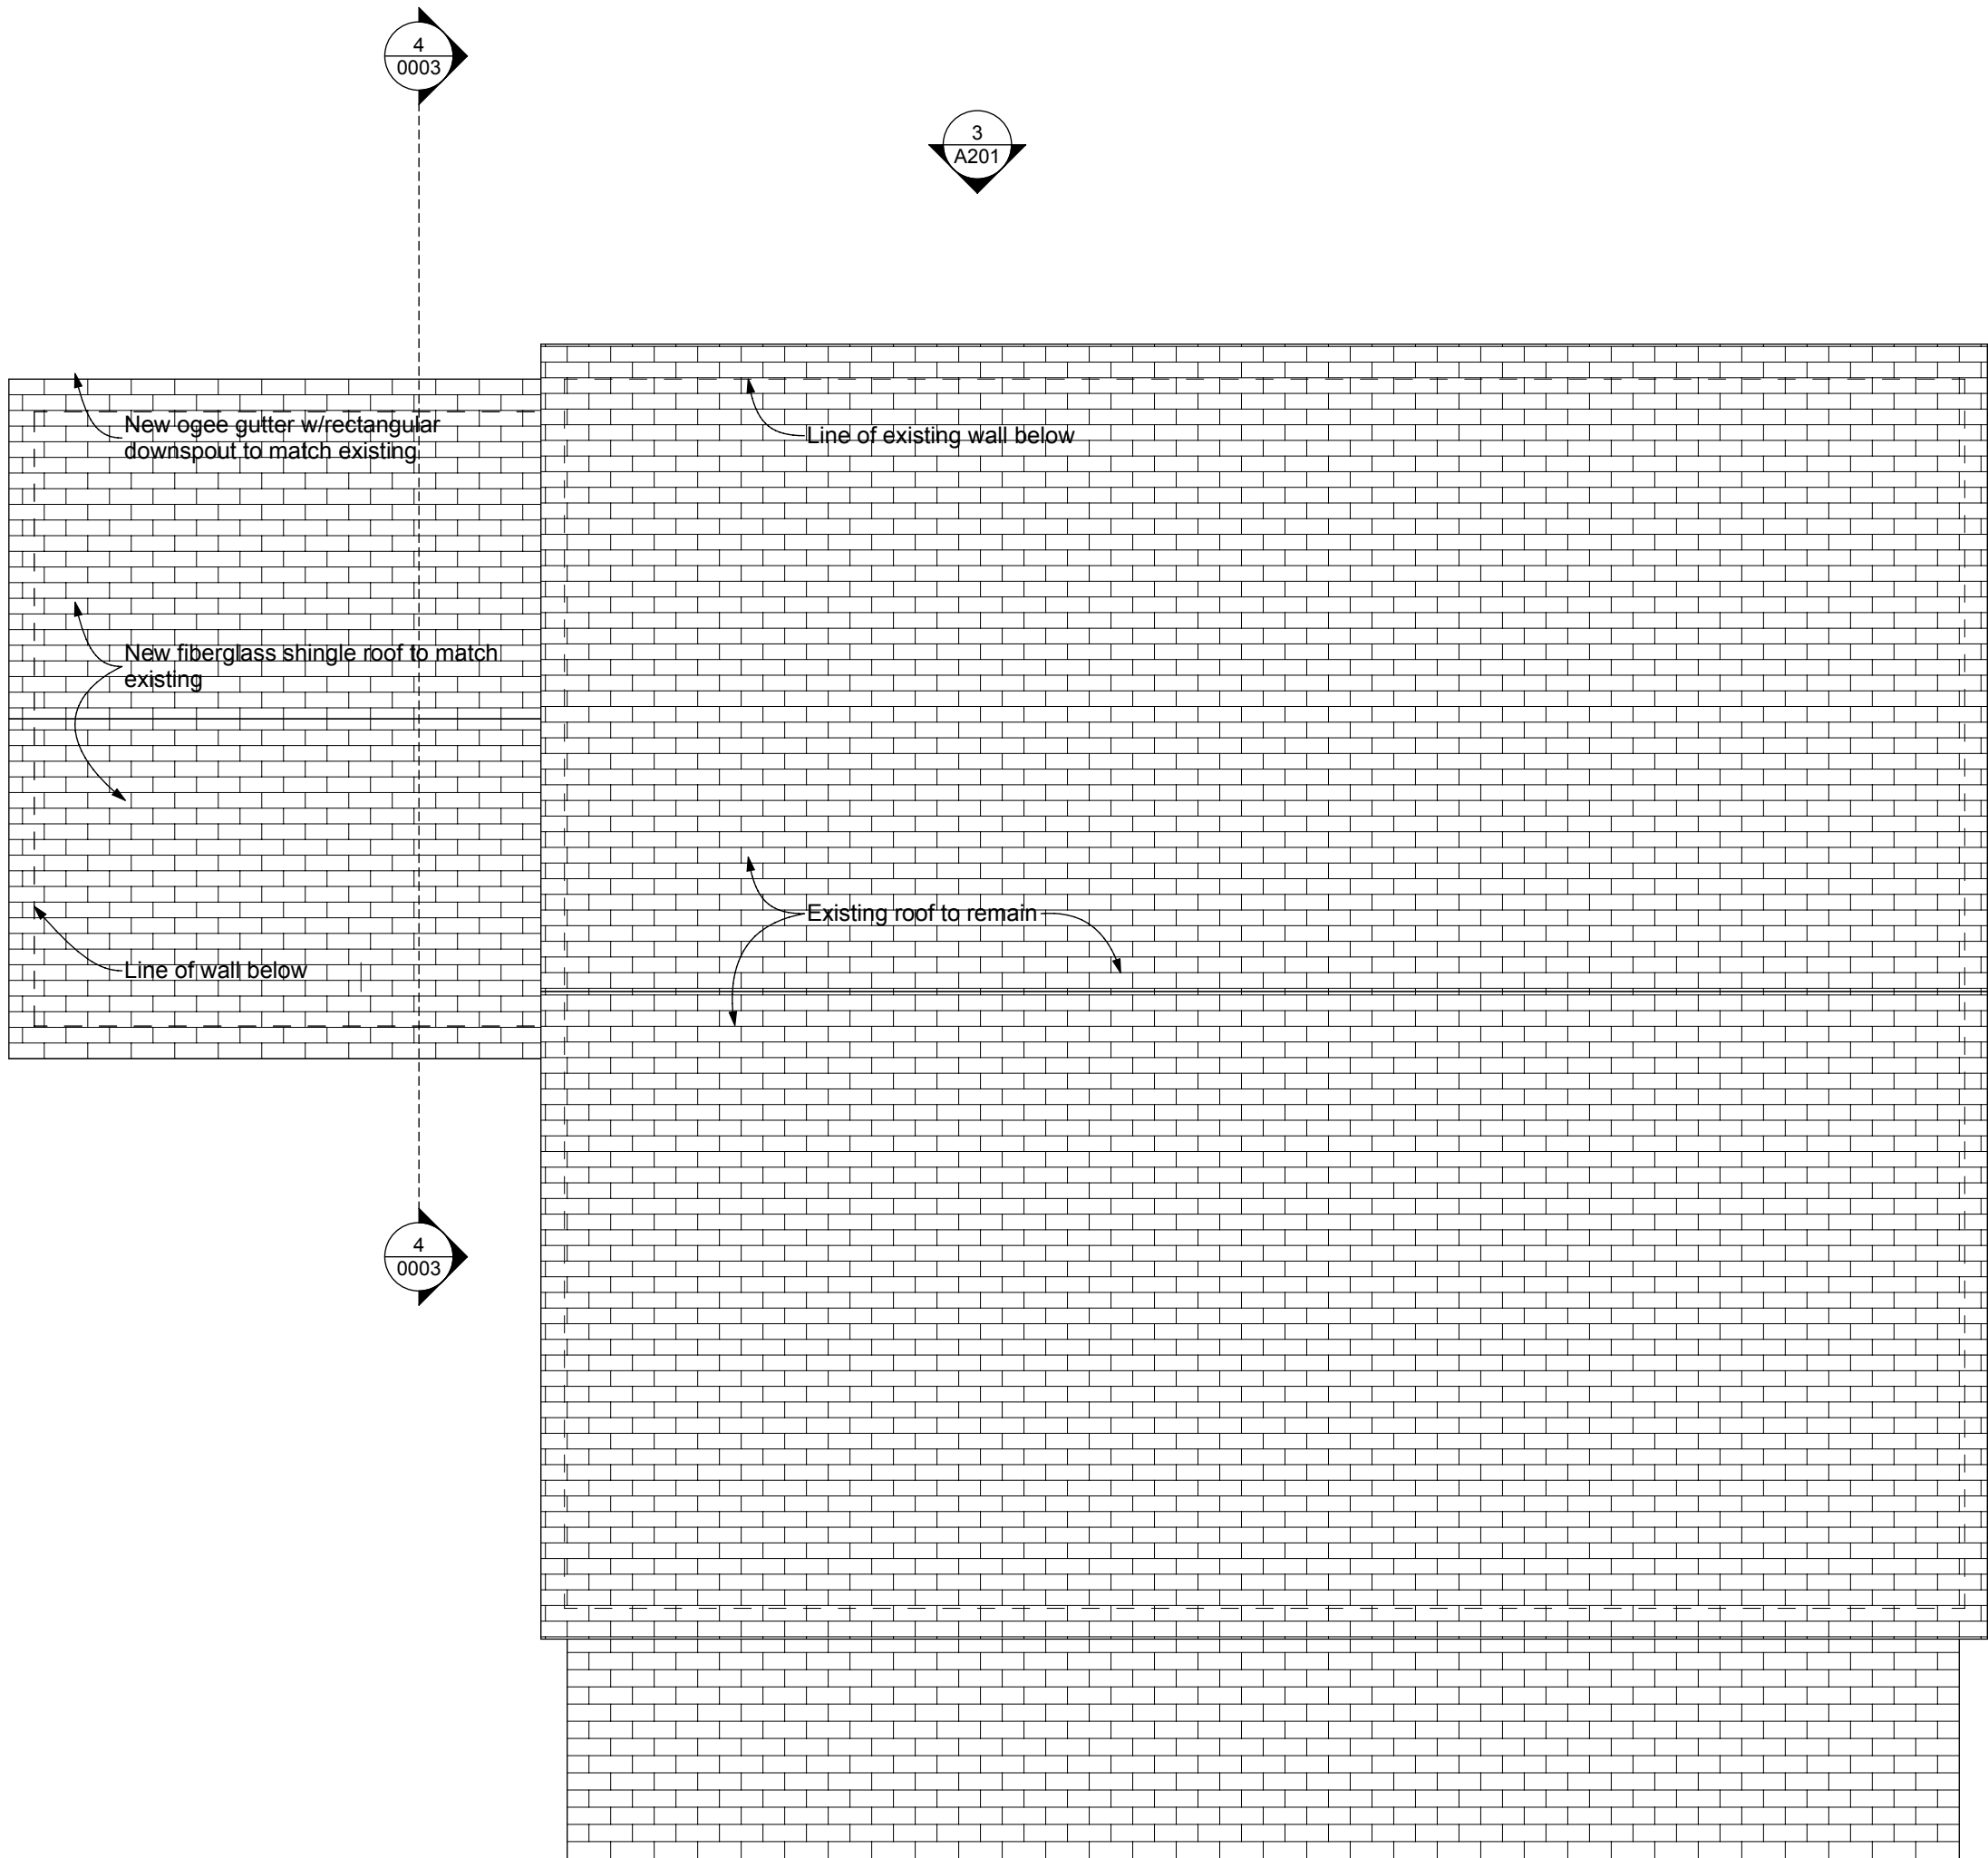 4
0003
3
A201
New ogee gutter w/rectangular
downspout to match existing
Line of existing wall below
New fiberglass shingle roof to match
existing
Existing roof to remain
Line of wall below
4
0003